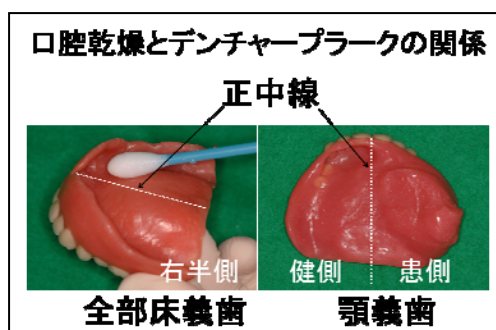 口腔乾燥とデンチャープラークの関係
正中線
右半側
健側
患側
全部床義歯
顎義歯